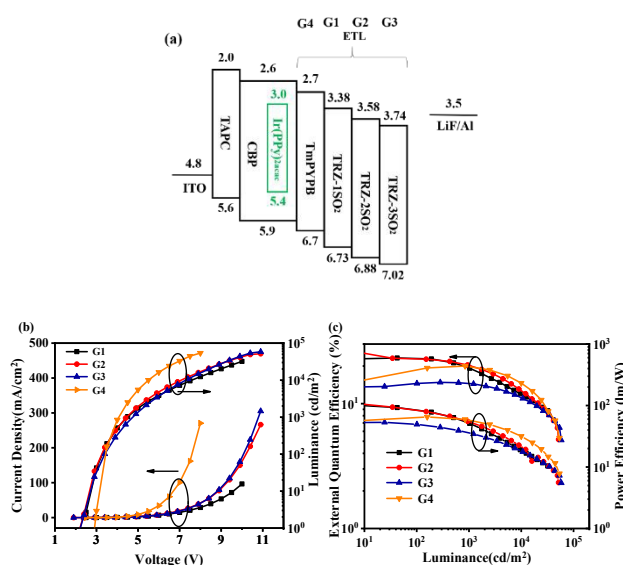 G4 G1 G2 G3
ETL
(a)
2.0
2.6
2.7
3.0
3.38
3.58
3.74
3.5
LiF/Al
4.8
ITO
TAPC
CBP
Ir(PPy)2acac
TmPYPB
TRZ-1SO2
TRZ-2SO2
TRZ-3SO2
5.6
5.4
5.9
6.7
6.73
6.88
7.02
(b)
Current Density(mA/cm²)
500
400
300
200
100
0
G1
G2
G3
G4
10⁵
10⁴
10³
10²
10¹
10⁰
Luminance (cd/m²)
1 3 5 7 9 11
Voltage (V)
(c)
External Quantum Efficiency (%)
10¹
10⁰
G1
G2
G3
G4
10³
10²
10¹
10⁰
Power Efficiency (lm/W)
10¹ 10² 10³ 10⁴ 10⁵
Luminance(cd/m²)